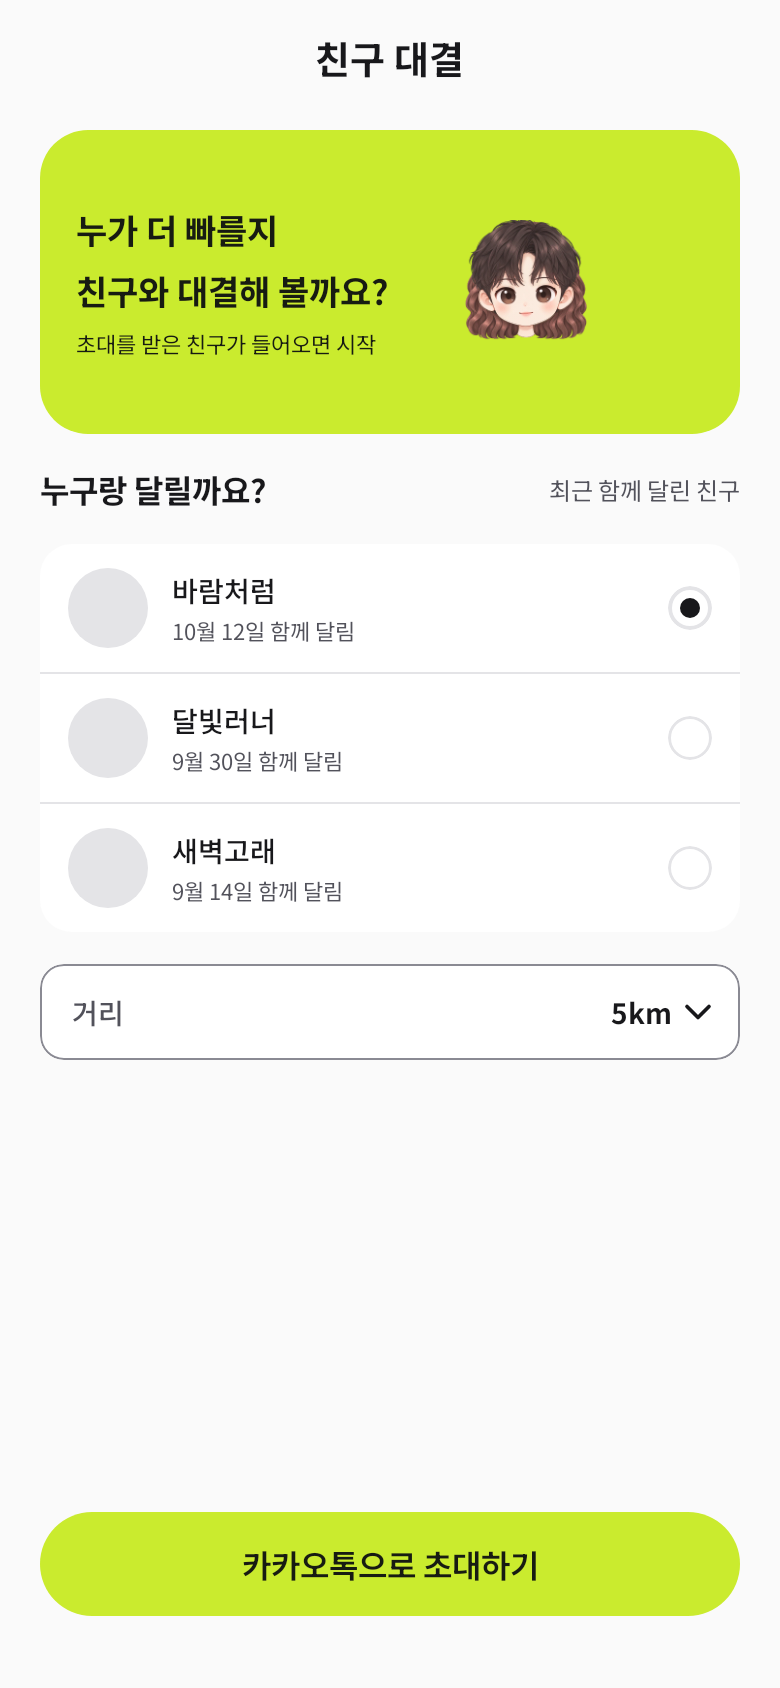 친구 대결
누가 더 빠를지
친구와 대결해 볼까요?
초대를 받은 친구가 들어오면 시작
누구랑 달릴까요?
최근 함께 달린 친구
바람처럼
10월 12일 함께 달림
달빛러너
9월 30일 함께 달림
새벽고래
9월 14일 함께 달림
거리
5km
카카오톡으로 초대하기